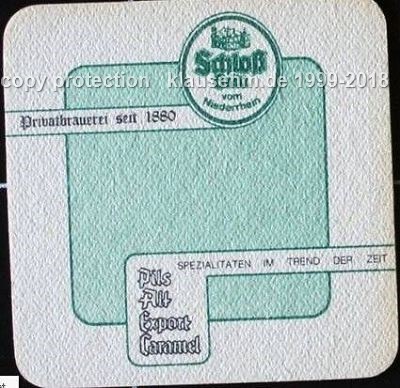 Schloß
vom
Niederrhein
copy protection klausehm.de 1999-2018
Privatbrauerei seit 1880
SPEZIALITÄTEN IM TREND DER ZEIT
Pils
Alt
Export
Caramel